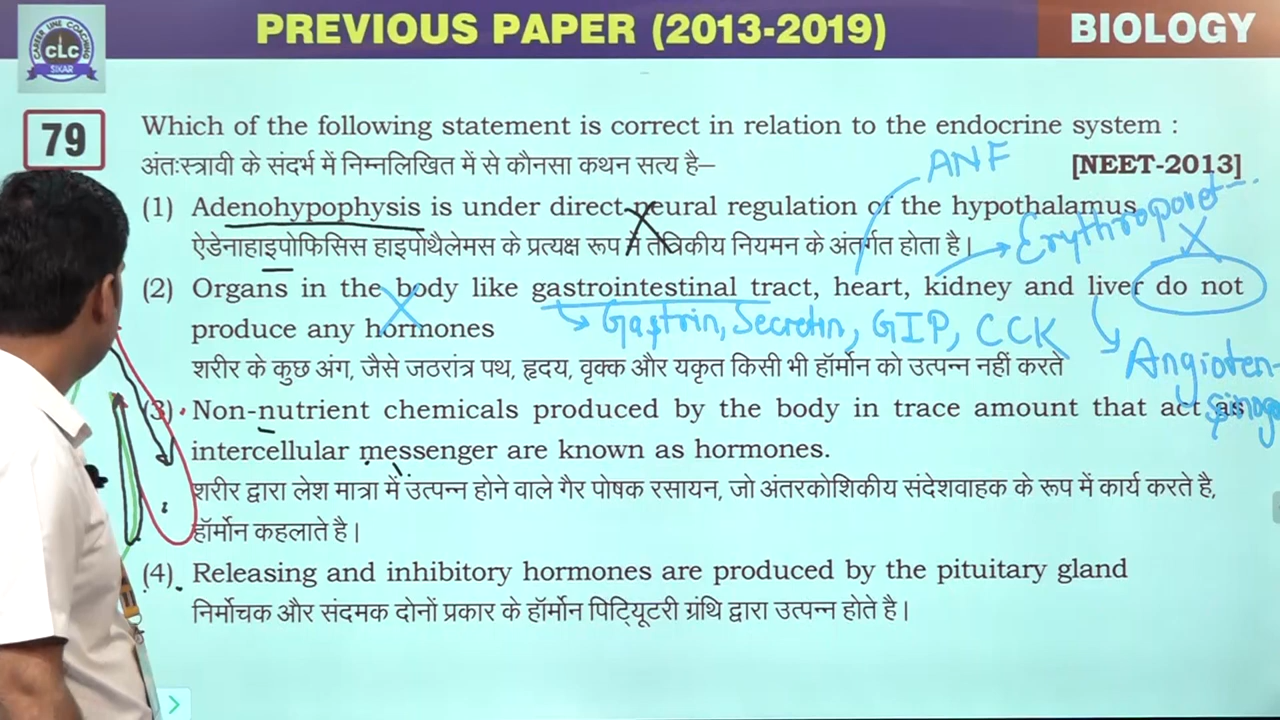 PREVIOUS PAPER (2013-2019)
BIOLOGY
CAREER LINE COACHING
CLC
SIKAR
79
Which of the following statement is correct in relation to the endocrine system :
अंतःस्त्रावी के संदर्भ में निम्नलिखित में से कौनसा कथन सत्य है–
[NEET-2013]
ANF
(1) Adenohypophysis is under direct neural regulation of the hypothalamus
ऐडेनाहाइपोफिसिस हाइपोथैलेमस के प्रत्यक्ष रूप में तंत्रिकीय नियमन के अंतर्गत होता है।
Erythropoiet--..
(2) Organs in the body like gastrointestinal tract, heart, kidney and liver do not
produce any hormones
Gastrin, Secretin, GIP, CCK
शरीर के कुछ अंग, जैसे जठरांत्र पथ, हृदय, वृक्क और यकृत किसी भी हॉर्मोन को उत्पन्न नहीं करते
Angioten-
(3) Non-nutrient chemicals produced by the body in trace amount that act as
intercellular messenger are known as hormones.
शरीर द्वारा लेश मात्रा में उत्पन्न होने वाले गैर पोषक रसायन, जो अंतरकोशिकीय संदेशवाहक के रूप में कार्य करते है,
हॉर्मोन कहलाते है।
(4) Releasing and inhibitory hormones are produced by the pituitary gland
निर्मोचक और संदमक दोनों प्रकार के हॉर्मोन पिट्यूिटरी ग्रंथि द्वारा उत्पन्न होते है।